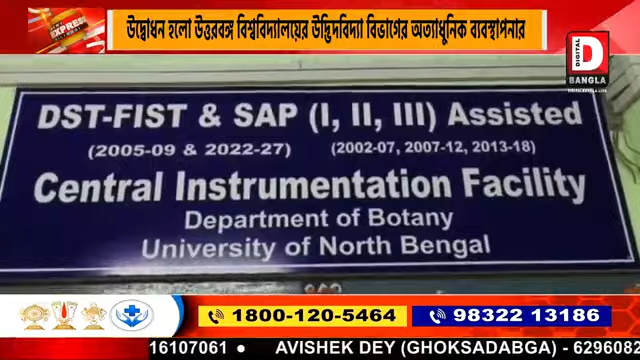 EXPRESS
উদ্বোধন হলো উত্তরবঙ্গ বিশ্ববিদ্যালয়ের উদ্ভিদবিদ্যা বিভাগের অত্যাধুনিক ব্যবস্থাপনার
DIGITAL
BANGLA
DST-FIST & SAP (I, II, III) Assisted
(2005-09 & 2022-27) (2002-07, 2007-12, 2013-18)
Central Instrumentation Facility
Department of Botany
University of North Bengal
1800-120-5464 98322 13186
16107061 • AVISHEK DEY (GHOKSADABGA) - 6296082